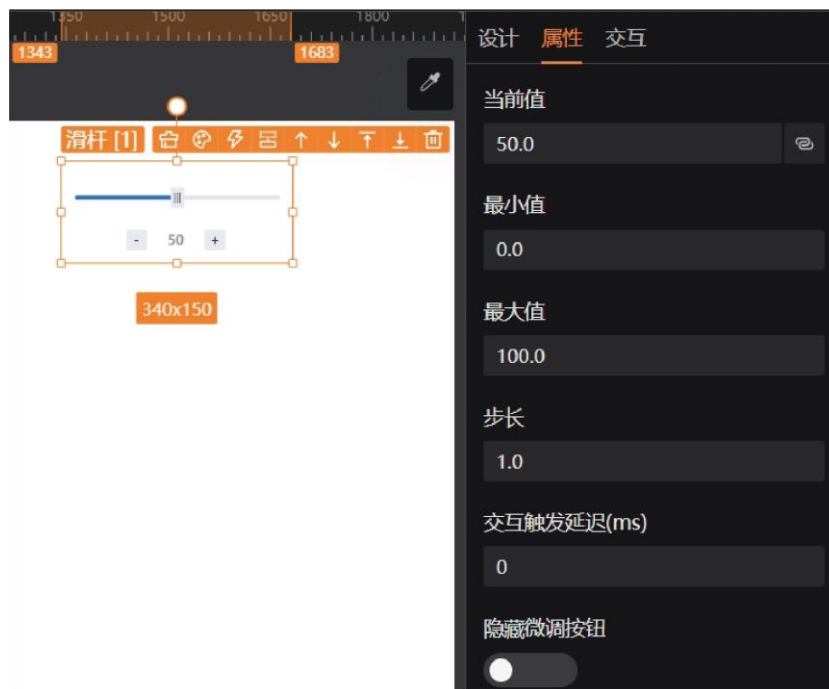 1350 1500 1650 1800
1343 1683
滑杆 [1]
- 50 +
340x150
设计 属性 交互
当前值
50.0
最小值
0.0
最大值
100.0
步长
1.0
交互触发延迟(ms)
0
隐藏微调按钮